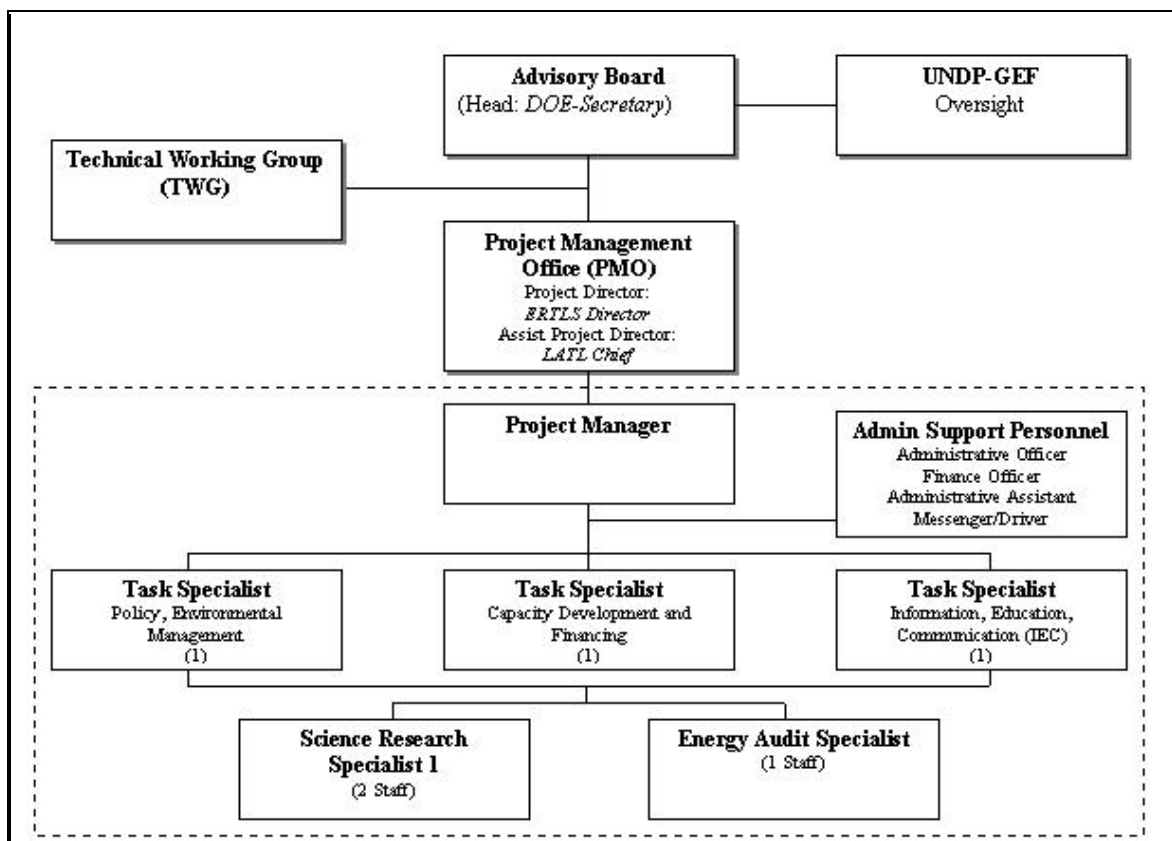 Advisory Board
(Head: DOE-Secretary)
UNDP-GEF
Oversight
Technical Working Group
(TWG)
Project Management
Office (PMO)
Project Director:
ERTLS Director
Assist Project Director:
LATL Chief
Project Manager
Admin Support Personnel
Administrative Officer
Finance Officer
Administrative Assistant
Messenger/Driver
Task Specialist
Policy, Environmental
Management
(1)
Task Specialist
Capacity Development and
Financing
(1)
Task Specialist
Information, Education,
Communication (IEC)
(1)
Science Research
Specialist 1
(2 Staff)
Energy Audit Specialist
(1 Staff)